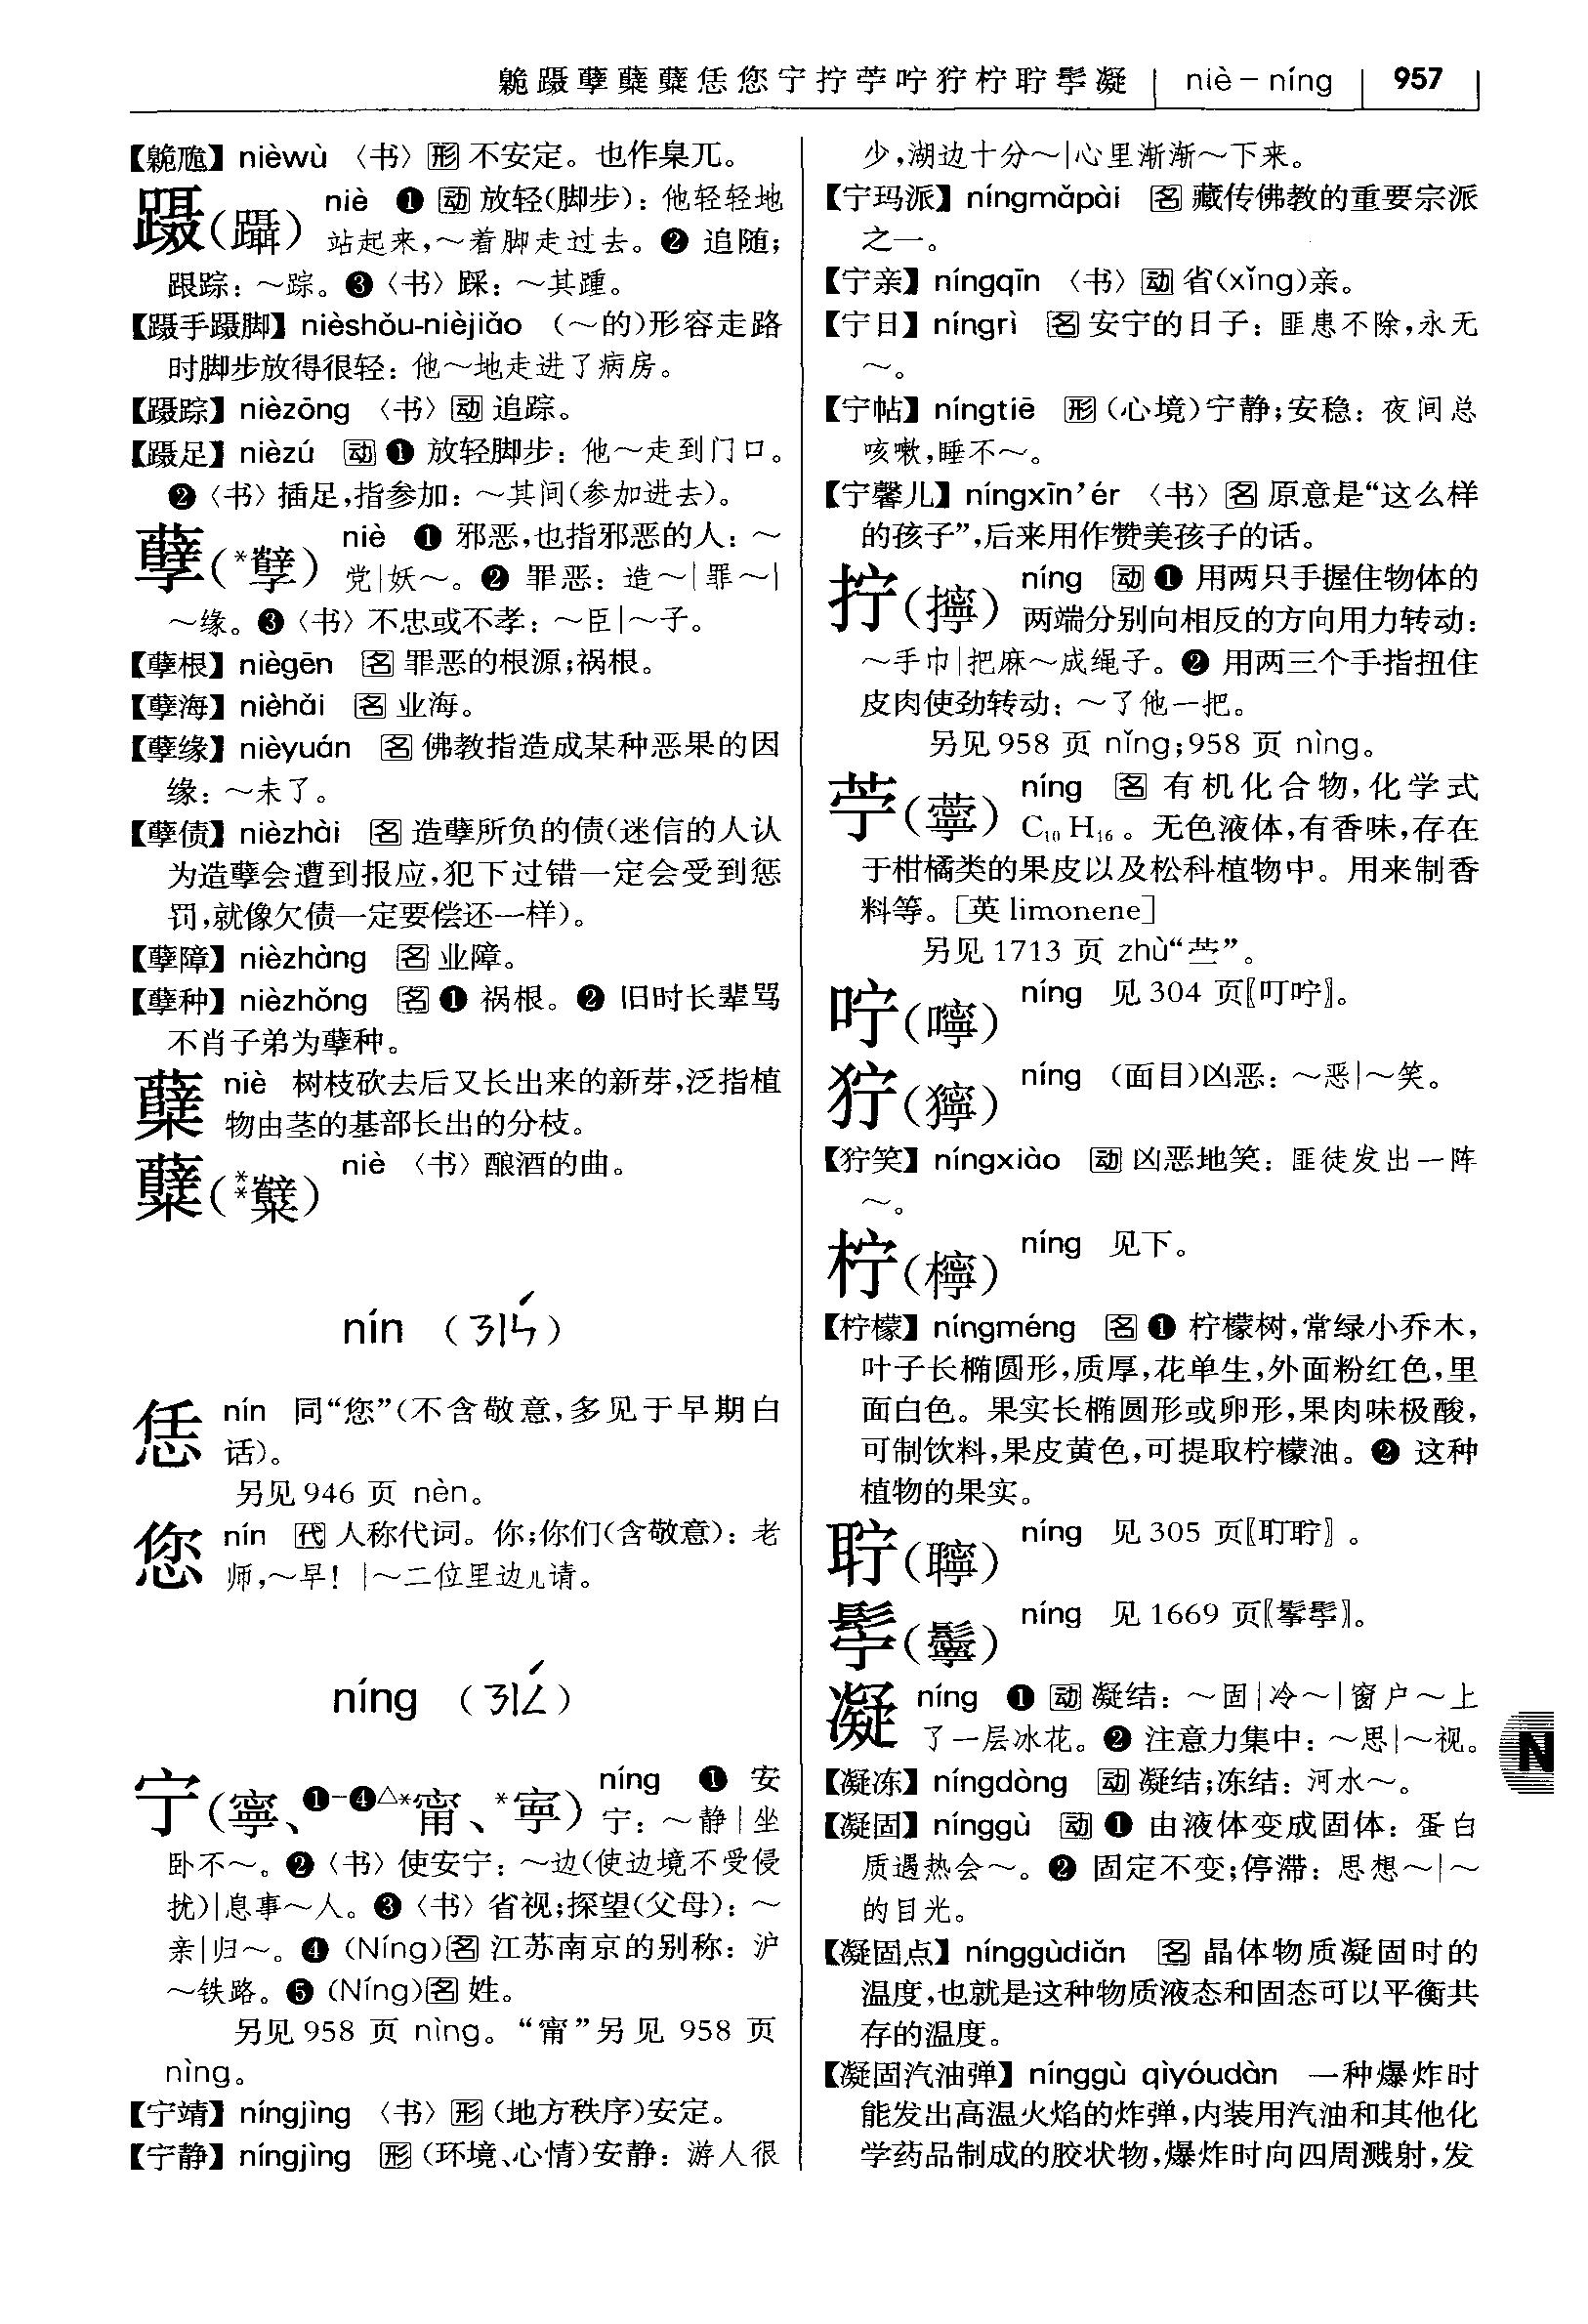 臲蹑孽蘖糵恁您宁拧苧咛狞柠聍鬡凝 | niè－níng | 957
【臲卼】nièwù 〈书〉形 不安定。也作臬兀。
蹑(躡) niè ❶ 动 放轻(脚步)：他轻轻地
站起来，～着脚走过去。❷ 追随；
跟踪：～踪。❸〈书〉踩：～其踵。
【蹑手蹑脚】nièshǒu-nièjiǎo （～的）形容走路
时脚步放得很轻：他～地走进了病房。
【蹑踪】nièzōng 〈书〉动 追踪。
【蹑足】nièzú 动 ❶ 放轻脚步：他～走到门口。
❷〈书〉插足，指参加：～其间(参加进去)。
孽(*孼) niè ❶ 邪恶，也指邪恶的人：～
党|妖～。❷ 罪恶：造～|罪～|
～缘。❸〈书〉不忠或不孝：～臣|～子。
【孽根】niègēn 名 罪恶的根源；祸根。
【孽海】nièhǎi 名 业海。
【孽缘】nièyuán 名 佛教指造成某种恶果的因
缘：～未了。
【孽债】nièzhài 名 造孽所负的债(迷信的人认
为造孽会遭到报应，犯下过错一定会受到惩
罚，就像欠债一定要偿还一样)。
【孽障】nièzhàng 名 业障。
【孽种】nièzhǒng 名 ❶ 祸根。❷ 旧时长辈骂
不肖子弟为孽种。
蘖 niè 树枝砍去后又长出来的新芽，泛指植
物由茎的基部长出的分枝。
糵(**糱) niè 〈书〉酿酒的曲。
nín （ㄋㄧㄣˊ）
恁 nín 同“您”(不含敬意，多见于早期白
话)。
另见946页 nèn。
您 nín 代 人称代词。你；你们(含敬意)：老
师，～早！|～二位里边儿请。
níng （ㄋㄧㄥˊ）
宁(寧、❶-❹△*甯、*寕) níng ❶ 安
宁：～静|坐
卧不～。❷〈书〉使安宁：～边(使边境不受侵
扰)|息事～人。❸〈书〉省视；探望(父母)：～
亲|归～。❹ (Níng)名 江苏南京的别称：沪
～铁路。❺ (Níng)名 姓。
另见958页 nìng。“甯”另见 958 页
nìng。
【宁靖】níngjìng 〈书〉形 (地方秩序)安定。
【宁静】níngjìng 形 (环境、心情)安静：游人很
少，湖边十分～|心里渐渐～下来。
【宁玛派】níngmǎpài 名 藏传佛教的重要宗派
之一。
【宁亲】níngqīn 〈书〉动 省(xǐng)亲。
【宁日】níngrì 名 安宁的日子：匪患不除，永无
～。
【宁帖】níngtiē 形 (心境)宁静；安稳：夜间总
咳嗽，睡不～。
【宁馨儿】níngxīn’ér 〈书〉名 原意是“这么样
的孩子”，后来用作赞美孩子的话。
拧(擰) níng 动 ❶ 用两只手握住物体的
两端分别向相反的方向用力转动：
～手巾|把麻～成绳子。❷ 用两三个手指扭住
皮肉使劲转动：～了他一把。
另见958页 nǐng；958页 nìng。
苧(薴) níng 名 有机化合物，化学式
C₁₀H₁₆。无色液体，有香味，存在
于柑橘类的果皮以及松科植物中。用来制香
料等。[英 limonene]
另见1713页 zhù“苎”。
咛(嚀) níng 见304页〖叮咛〗。
狞(獰) níng (面目)凶恶：～恶|～笑。
【狞笑】níngxiào 动 凶恶地笑：匪徒发出一阵
～。
柠(檸) níng 见下。
【柠檬】níngméng 名 ❶ 柠檬树，常绿小乔木，
叶子长椭圆形，质厚，花单生，外面粉红色，里
面白色。果实长椭圆形或卵形，果肉味极酸，
可制饮料，果皮黄色，可提取柠檬油。❷ 这种
植物的果实。
聍(聹) níng 见305页〖耵聍〗。
鬡(鬡) níng 见1669页〖鬇鬡〗。
凝 níng ❶ 动 凝结：～固|冷～|窗户～上
了一层冰花。❷ 注意力集中：～思|～视。
【凝冻】níngdòng 动 凝结；冻结：河水～。
【凝固】nínggù 动 ❶ 由液体变成固体：蛋白
质遇热会～。❷ 固定不变；停滞：思想～|～
的目光。
【凝固点】nínggùdiǎn 名 晶体物质凝固时的
温度，也就是这种物质液态和固态可以平衡共
存的温度。
【凝固汽油弹】nínggù qìyóudàn 一种爆炸时
能发出高温火焰的炸弹，内装用汽油和其他化
学药品制成的胶状物，爆炸时向四周溅射，发
N